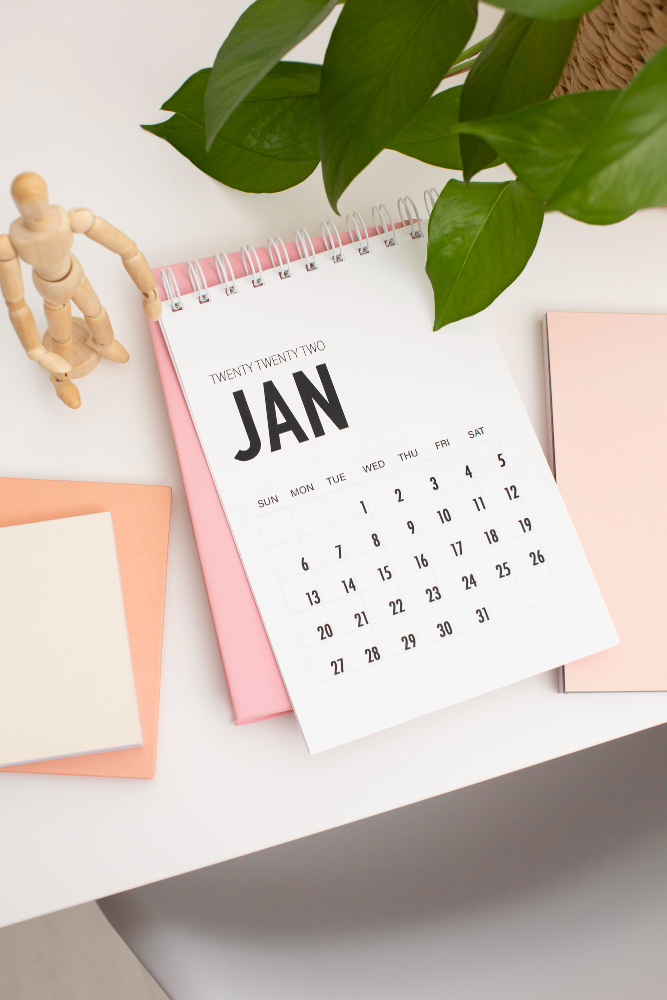 TWENTY TWENTY TWO
JAN
SUN MON TUE WED THU FRI SAT
1 2 3 4 5
6 7 8 9 10 11 12
13 14 15 16 17 18 19
20 21 22 23 24 25 26
27 28 29 30 31